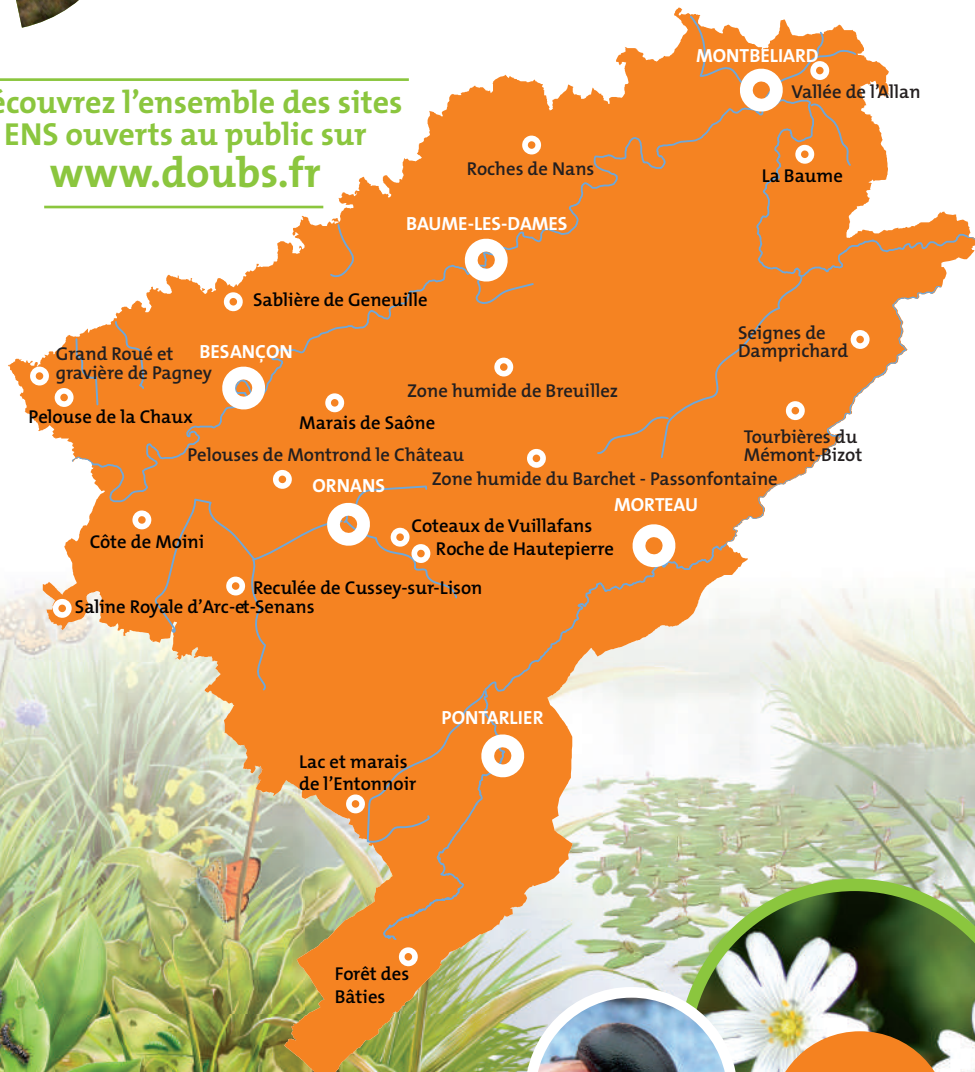 écouvrez l'ensemble des sites
ENS ouverts au public sur
www.doubs.fr
MONTBÉLIARD
Vallée de l'Allan
Roches de Nans
La Baume
BAUME-LES-DAMES
Sablière de Geneuille
Seignes de
Damprichard
Grand Roué et
gravière de Pagney
BESANÇON
Zone humide de Breuillez
Pelouse de la Chaux
Marais de Saône
Tourbières du
Mémont-Bizot
Pelouses de Montrond le Château
Zone humide du Barchet - Passonfontaine
ORNANS
MORTEAU
Coteaux de Vuillafans
Roche de Hautepierre
Côte de Moini
Reculée de Cussey-sur-Lison
Saline Royale d'Arc-et-Senans
PONTARLIER
Lac et marais
de l'Entonnoir
Forêt des
Bâties